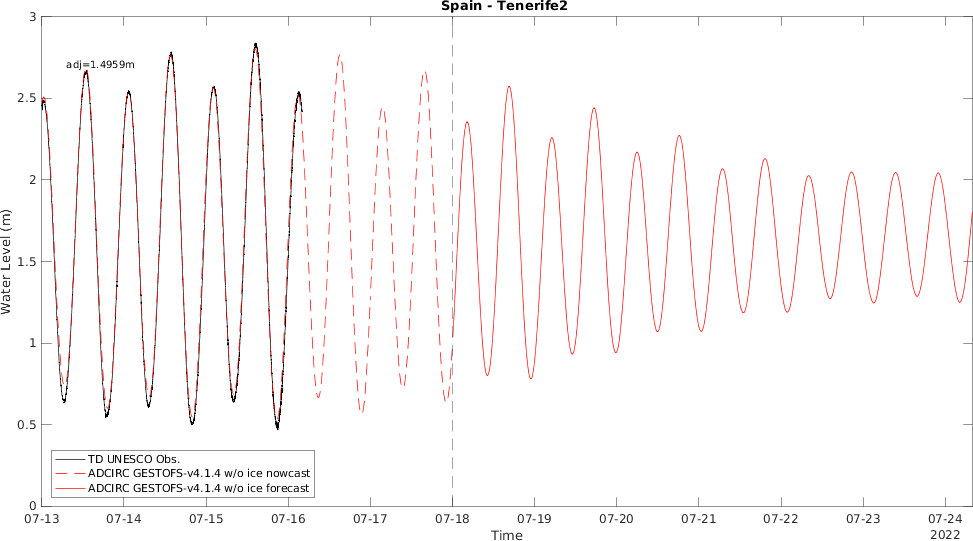 Spain - Tenerife2
adj=1.4959m
Water Level (m)
3
2.5
2
1.5
1
0.5
0
TD UNESCO Obs.
ADCIRC GESTOFS-v4.1.4 w/o ice nowcast
ADCIRC GESTOFS-v4.1.4 w/o ice forecast
07-13 07-14 07-15 07-16 07-17 07-18 07-19 07-20 07-21 07-22 07-23 07-24
Time
2022